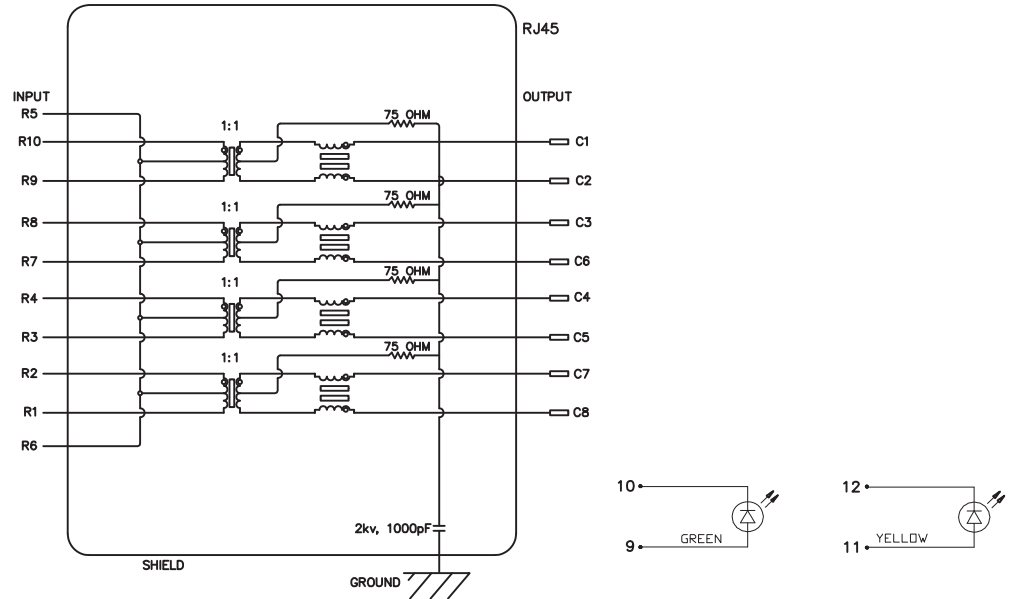 RJ45
INPUT
OUTPUT
R5
75 OHM
1:1
R10
C1
R9
C2
75 OHM
1:1
R8
C3
R7
C6
75 OHM
1:1
R4
C4
R3
C5
75 OHM
1:1
R2
C7
R1
C8
R6
10
12
2kv, 1000pF
GREEN
YELLOW
9
11
SHIELD
GROUND